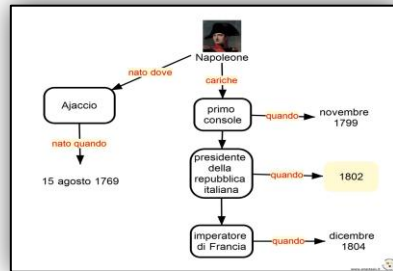 Napoleone
nato dove
cariche
Ajaccio
primo
console
quando
novembre
1799
nato quando
15 agosto 1769
presidente
della
repubblica
italiana
quando
1802
imperatore
di Francia
quando
dicembre
1804